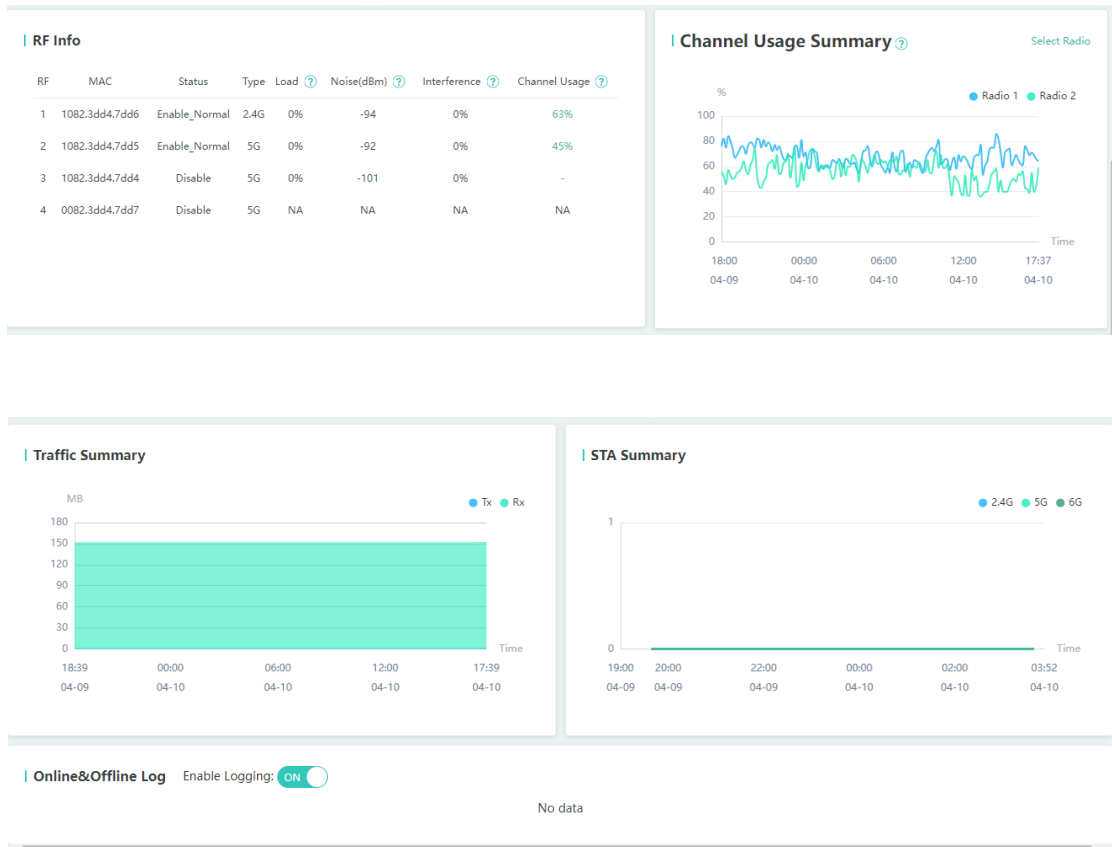 RF Info
RF MAC Status Type Load ? Noise(dBm) ? Interference ? Channel Usage ?
1 1082.3dd4.7dd6 Enable_Normal 2.4G 0% -94 0% 63%
2 1082.3dd4.7dd5 Enable_Normal 5G 0% -92 0% 45%
3 1082.3dd4.7dd4 Disable 5G 0% -101 0% -
4 0082.3dd4.7dd7 Disable 5G NA NA NA NA
Channel Usage Summary ? Select Radio
%
Radio 1 Radio 2
100
80
60
40
20
0
Time
18:00 00:00 06:00 12:00 17:37
04-09 04-10 04-10 04-10 04-10
Traffic Summary
MB
Tx Rx
180
150
120
90
60
30
0
Time
18:39 00:00 06:00 12:00 17:39
04-09 04-10 04-10 04-10 04-10
STA Summary
2.4G 5G 6G
1
0
Time
19:00 20:00 22:00 00:00 02:00 03:52
04-09 04-09 04-09 04-10 04-10 04-10
Online&Offline Log Enable Logging: ON
No data